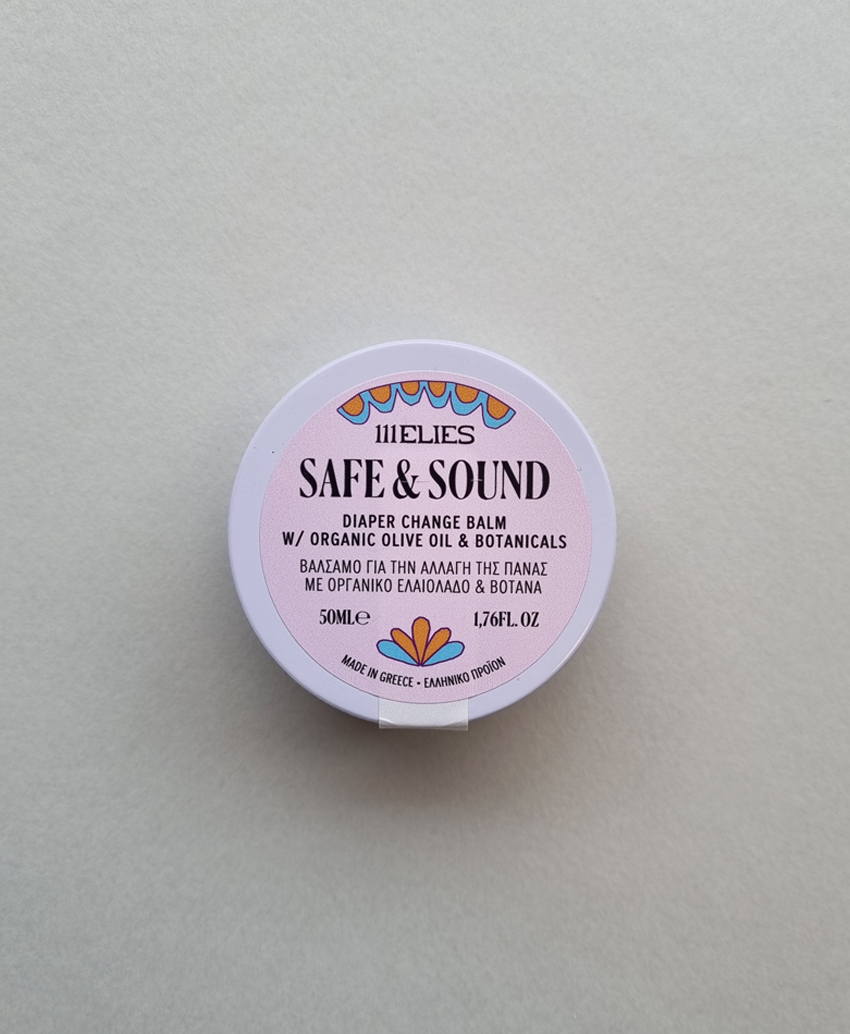 111ELIES
SAFE & SOUND
DIAPER CHANGE BALM
W/ ORGANIC OLIVE OIL & BOTANICALS
ΒΑΛΣΑΜΟ ΓΙΑ ΤΗΝ ΑΛΛΑΓΗ ΤΗΣ ΠΑΝΑΣ
ΜΕ ΟΡΓΑΝΙΚΟ ΕΛΑΙΟΛΑΔΟ & ΒΟΤΑΝΑ
50ML℮ 1,76FL. OZ
MADE IN GREECE • ΕΛΛΗΝΙΚΟ ΠΡΟΪΟΝ